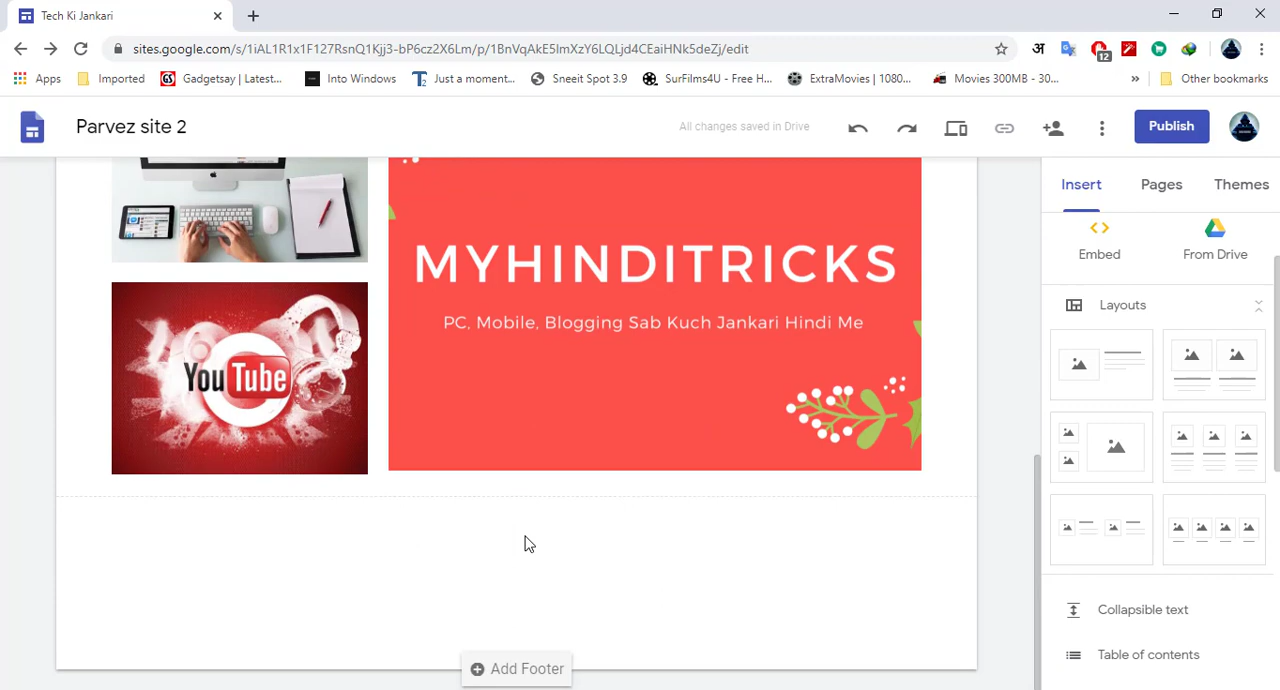 Tech Ki Jankari
sites.google.com/s/1iAL1R1x1F127RsnQ1Kjj3-bP6cz2X6Lm/p/1BnVqAkE5lmXzY6LQLjd4CEaiHNk5deZj/edit
अ
12
Apps
Imported
GS
Gadgetsay | Latest...
Into Windows
Just a moment...
Sneeit Spot 3.9
SurFilms4U - Free H...
ExtraMovies | 1080...
Movies 300MB - 30...
»
Other bookmarks
Parvez site 2
All changes saved in Drive
Publish
Insert
Pages
Themes
Embed
From Drive
Layouts
MYHINDITRICKS
PC, Mobile, Blogging Sab Kuch Jankari Hindi Me
YouTube
Collapsible text
Table of contents
Add Footer